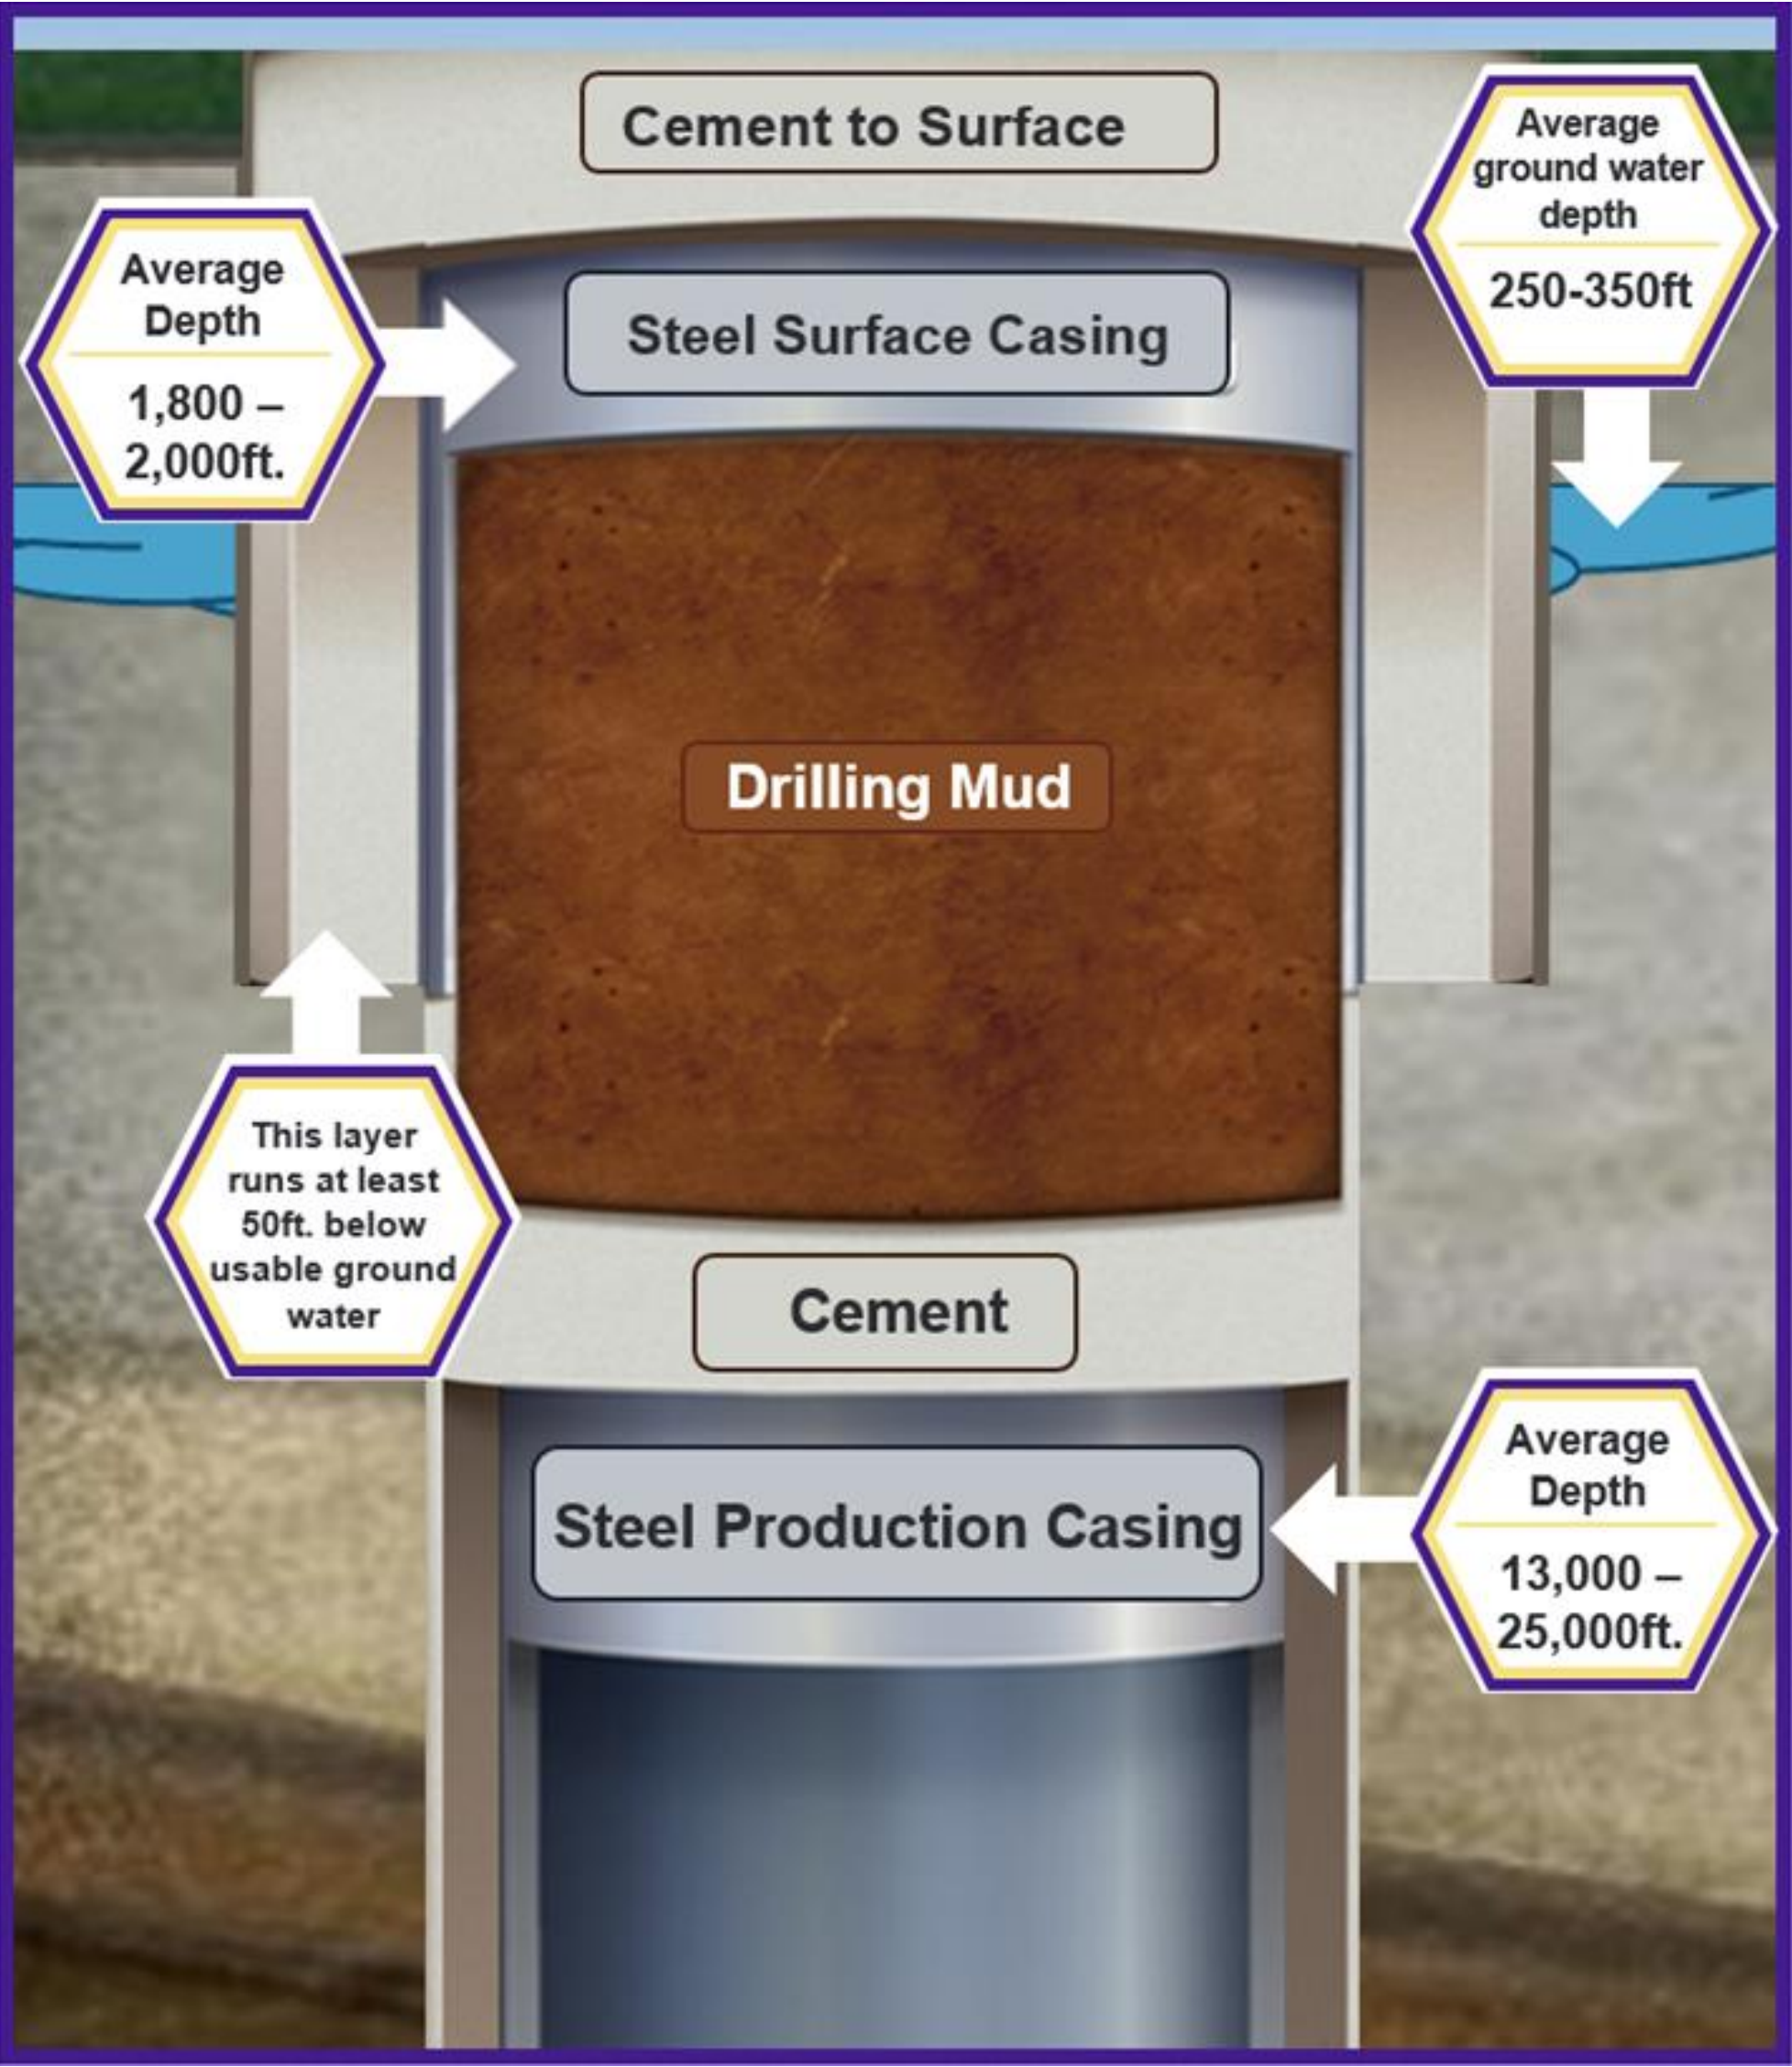 Cement to Surface
Average
ground water
depth
250-350ft
Average
Depth
1,800 –
2,000ft.
Steel Surface Casing
Drilling Mud
This layer
runs at least
50ft. below
usable ground
water
Cement
Steel Production Casing
Average
Depth
13,000 –
25,000ft.